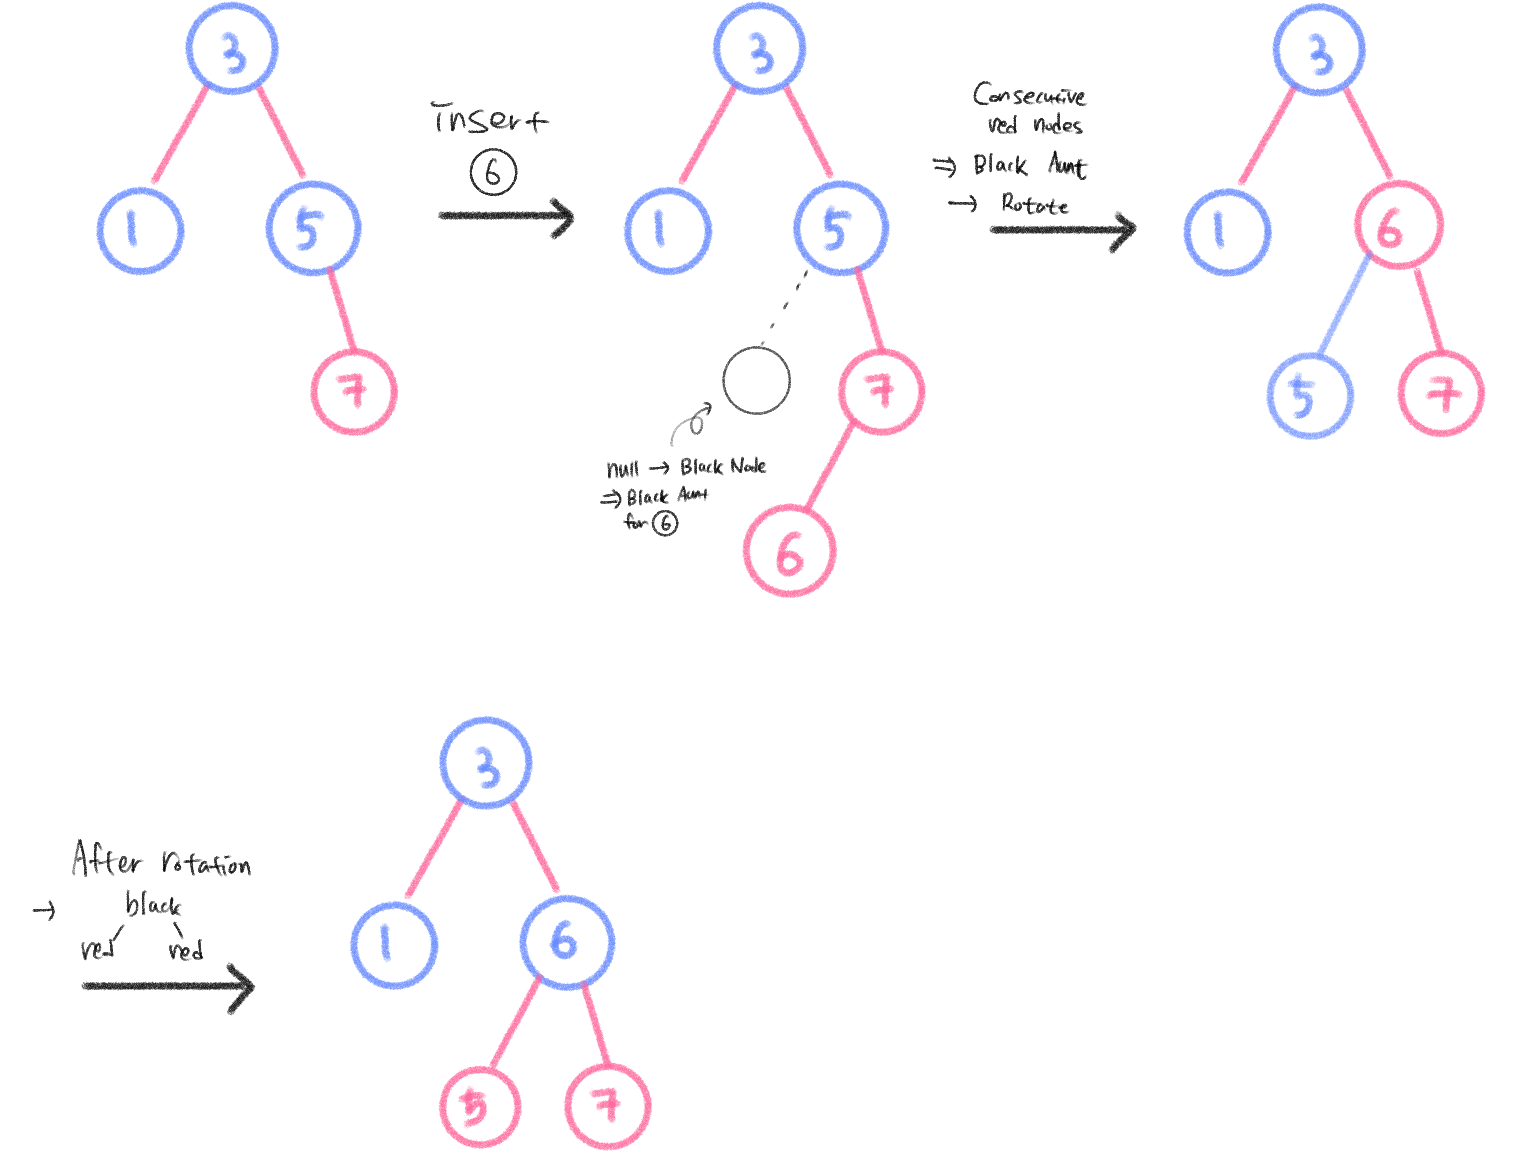 3
1
5
7
insert
6
3
1
5
7
6
null → Black Node
⇒ Black Aunt
for 6
Consecutive
red nodes
⇒ Black Aunt
→ Rotate
3
1
6
5
7
After rotation
→ black
red red
3
1
6
5
7